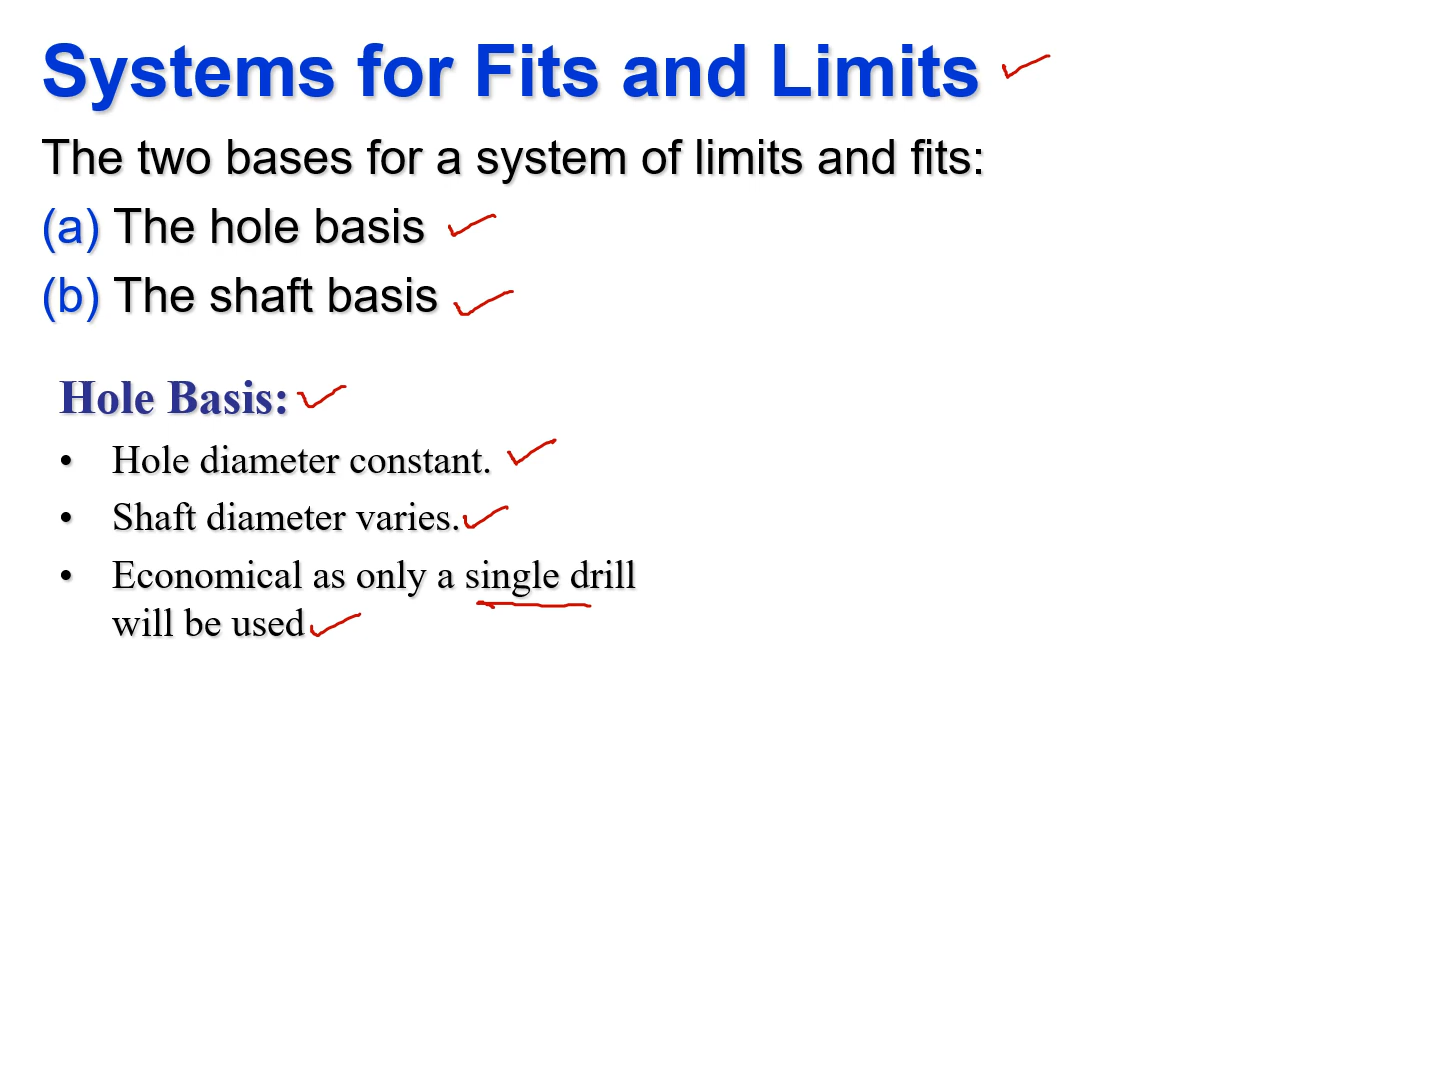 Systems for Fits and Limits
The two bases for a system of limits and fits:
(a) The hole basis
(b) The shaft basis
Hole Basis:
• Hole diameter constant.
• Shaft diameter varies.
• Economical as only a single drill
will be used